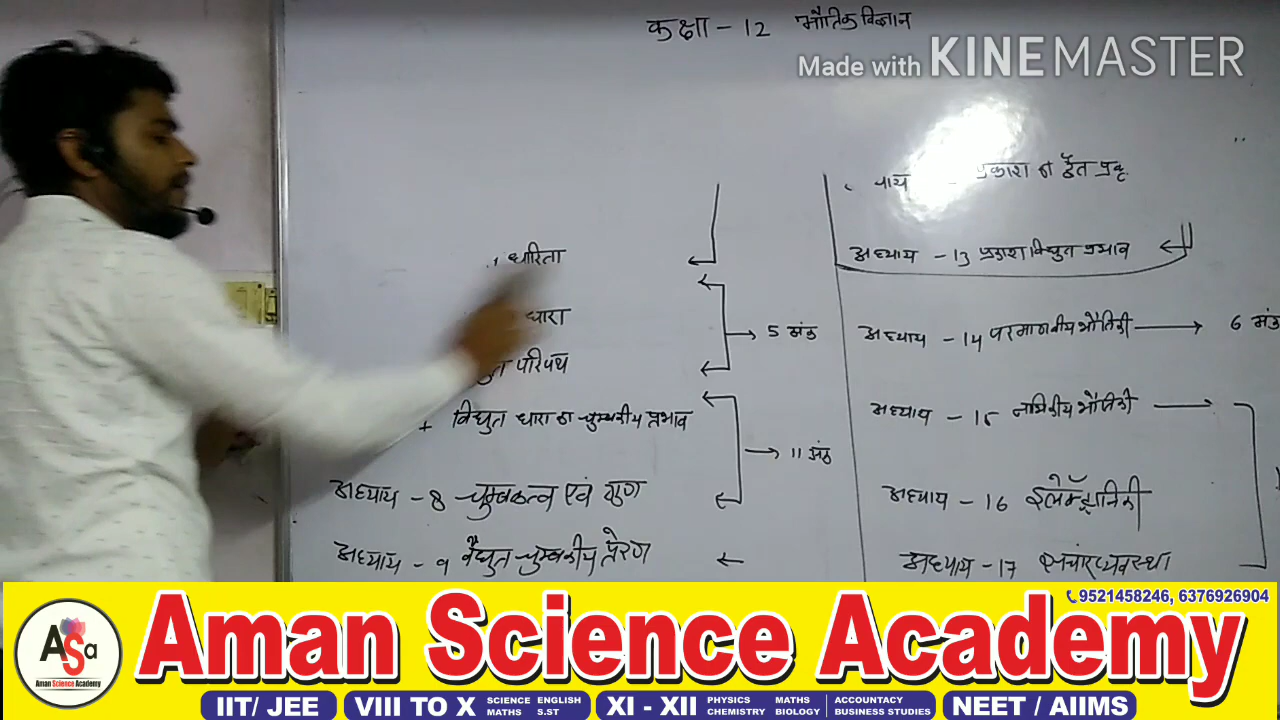 कक्षा - 12 भौतिक विज्ञान
Made with KINEMASTER
धारिता
धारा
परिपथ
विद्युत धारा का चुम्बकीय प्रभाव
अध्याय - 8 चुम्बकत्व एवं गुण
अध्याय - 9 वैद्युत चुम्बकीय प्रेरण
5 अंक
11 अंक
प्रकाश का द्वैत
अध्याय - 13 प्रकाश विद्युत प्रभाव
अध्याय - 14 परमाणवीय भौतिकी
6 अंक
अध्याय - 15 नाभिकीय भौतिकी
अध्याय - 16 इलेक्ट्रॉनिकी
अध्याय - 17 संचार व्यवस्था
9521458246, 6376926904
ASa
Aman Science Academy
Aman Science Academy
IIT/ JEE
VIII TO X
SCIENCE ENGLISH
MATHS S.ST
XI - XII
PHYSICS MATHS
CHEMISTRY BIOLOGY
ACCOUNTACY
BUSINESS STUDIES
NEET / AIIMS